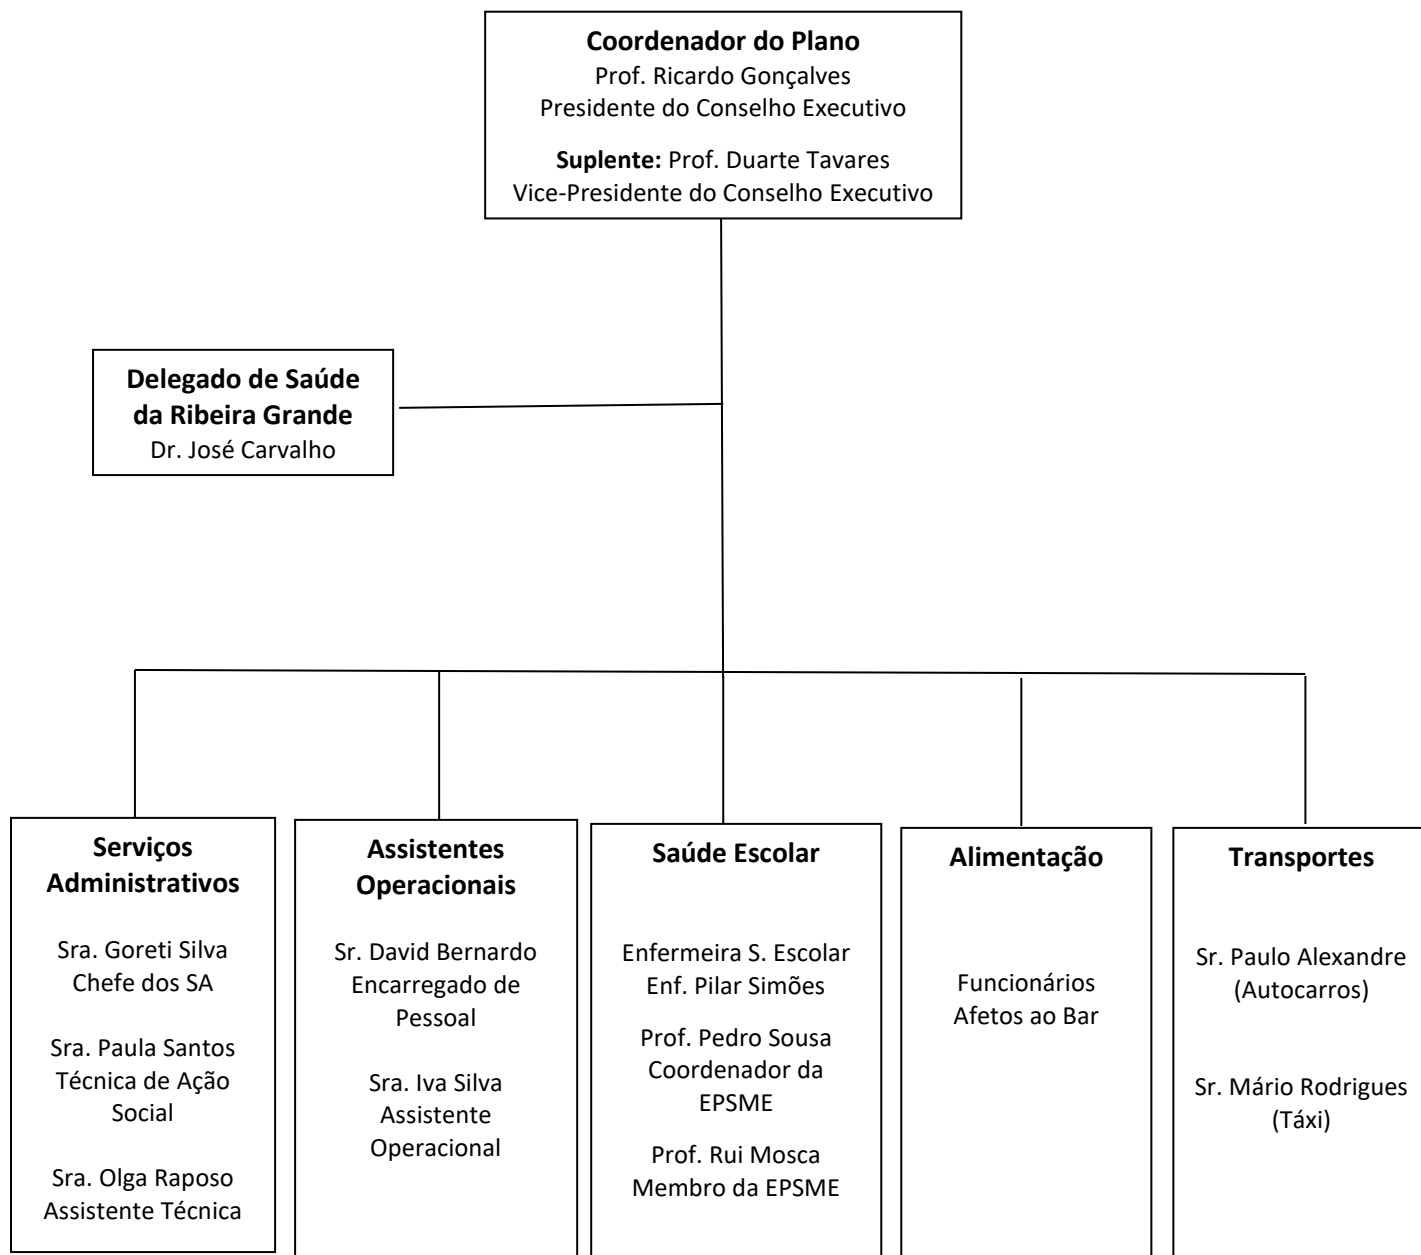 Coordenador do Plano
Prof. Ricardo Gonçalves
Presidente do Conselho Executivo
Suplente: Prof. Duarte Tavares
Vice-Presidente do Conselho Executivo
Delegado de Saúde
da Ribeira Grande
Dr. José Carvalho
Serviços
Administrativos
Sra. Goreti Silva
Chefe dos SA
Sra. Paula Santos
Técnica de Ação
Social
Sra. Olga Raposo
Assistente Técnica
Assistentes
Operacionais
Sr. David Bernardo
Encarregado de
Pessoal
Sra. Iva Silva
Assistente
Operacional
Saúde Escolar
Enfermeira S. Escolar
Enf. Pilar Simões
Prof. Pedro Sousa
Coordenador da
EPSME
Prof. Rui Mosca
Membro da EPSME
Alimentação
Funcionários
Afetos ao Bar
Transportes
Sr. Paulo Alexandre
(Autocarros)
Sr. Mário Rodrigues
(Táxi)